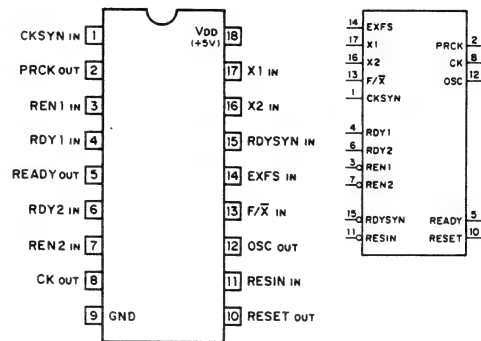 CKSYN IN 1
PRCK OUT 2
REN1 IN 3
RDY1 IN 4
READY OUT 5
RDY2 IN 6
REN2 IN 7
CK OUT 8
9 GND
VDD 18
(+5V)
17 X1 IN
16 X2 IN
15 RDYSYN IN
14 EXFS IN
13 F/X̅ IN
12 OSC OUT
11 RESIN IN
10 RESET OUT
14 EXFS
17 X1
16 X2
13 F/X̅
1 CKSYN
4 RDY1
6 RDY2
3 REN1
7 REN2
15 RDYSYN
11 RESIN
PRCK 2
CK 8
OSC 12
READY 5
RESET 10